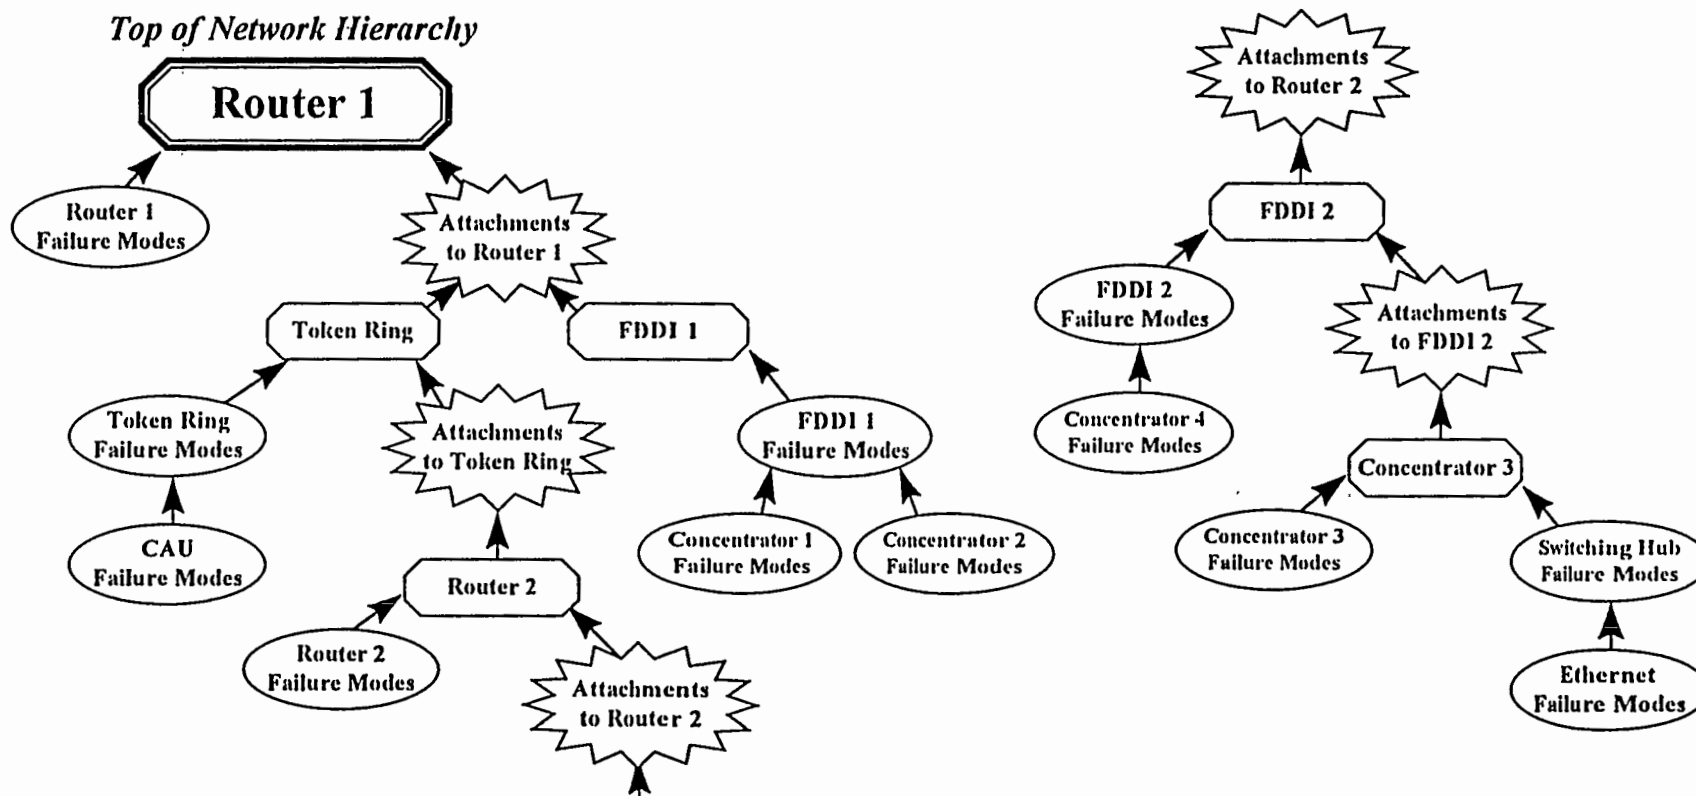 Top of Network Hierarchy
Router 1
Router 1
Failure Modes
Attachments
to Router 1
Token Ring
FDDI 1
Token Ring
Failure Modes
Attachments
to Token Ring
FDDI 1
Failure Modes
CAU
Failure Modes
Concentrator 1
Failure Modes
Concentrator 2
Failure Modes
Router 2
Router 2
Failure Modes
Attachments
to Router 2
Attachments
to Router 2
FDDI 2
FDDI 2
Failure Modes
Attachments
to FDDI 2
Concentrator 4
Failure Modes
Concentrator 3
Concentrator 3
Failure Modes
Switching Hub
Failure Modes
Ethernet
Failure Modes